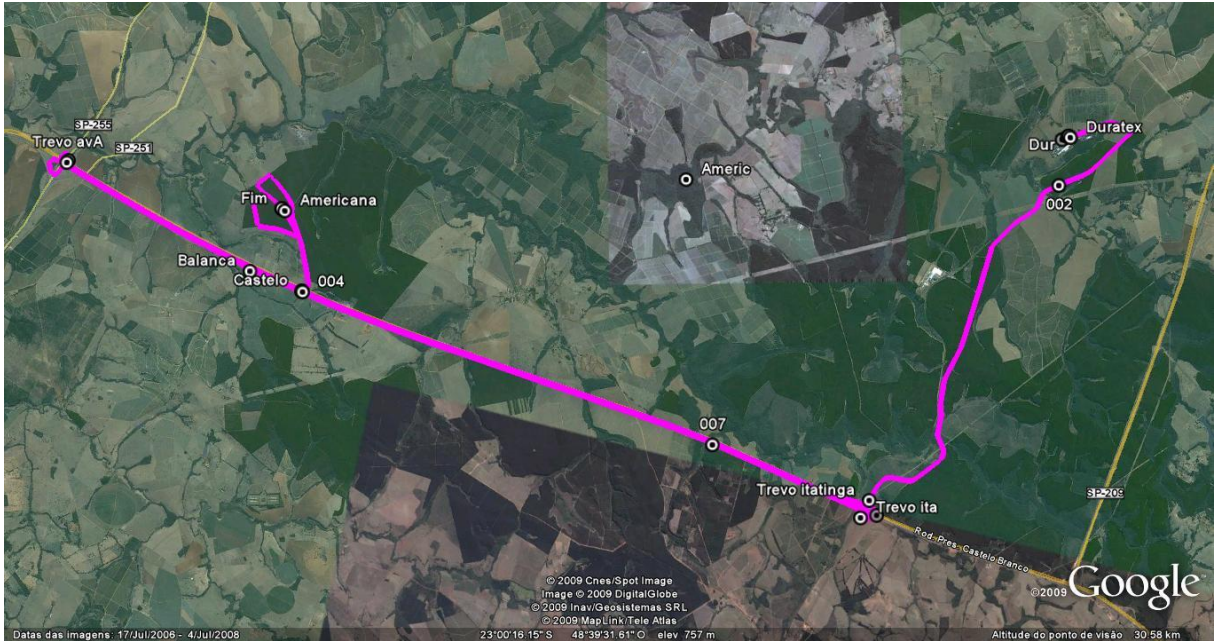 SP-255
Trevo avA
SP-251
Duratex
Dur
Americ
002
Fim
Americana
Balanca
Castelo
004
007
Trevo itatinga
Trevo ita
SP-209
Rod. Pres. Castelo Branco
© 2009 Cnes/Spot Image
Image © 2009 DigitalGlobe
© 2009 Inav/Geosistemas SRL
© 2009 MapLink/Tele Atlas
©2009 Google™
Datas das imagens: 17/Jul/2006 - 4/Jul/2008
23°00'16.15" S 48°39'31.61" O elev 757 m
Altitude do ponto de visão 30.58 km